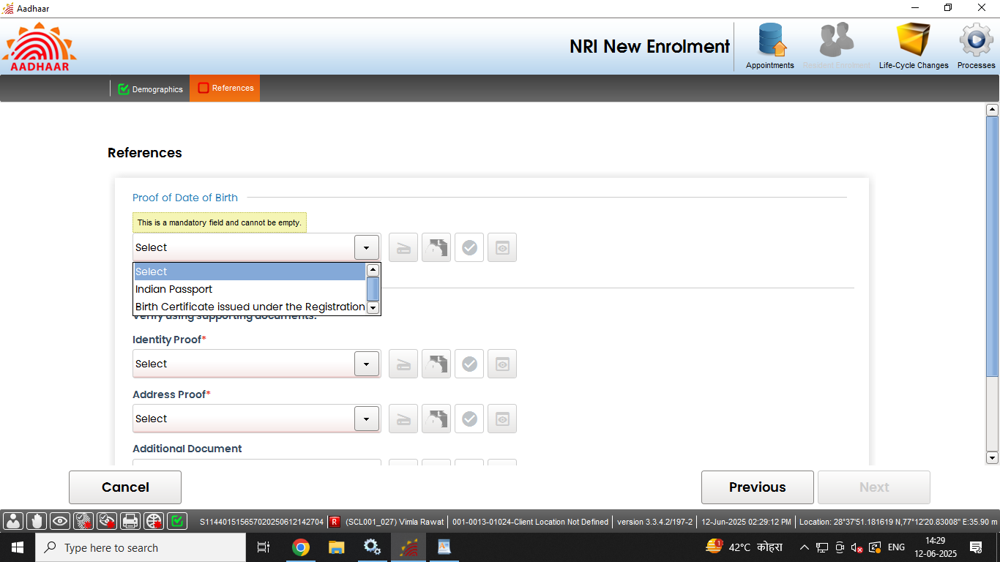 Aadhaar
AADHAAR
NRI New Enrolment
Appointments
Resident Enrolment
Life-Cycle Changes
Processes
Demographics
References
References
Proof of Date of Birth
This is a mandatory field and cannot be empty.
Select
Select
Indian Passport
Birth Certificate issued under the Registration
Verify using supporting documents.
Identity Proof*
Select
Address Proof*
Select
Additional Document
Cancel
Previous
Next
S1144015156570202506121427​04 R (SCL001_027) Vimla Rawat 001-0013-01024-Client Location Not Defined version 3.3.4.2/197-2 12-Jun-2025 02:29:12 PM Location: 28°37'51.181619 N,77°12'20.83008" E:35.90 m
Type here to search
1
42°C कोहरा
ENG
14:29
12-06-2025